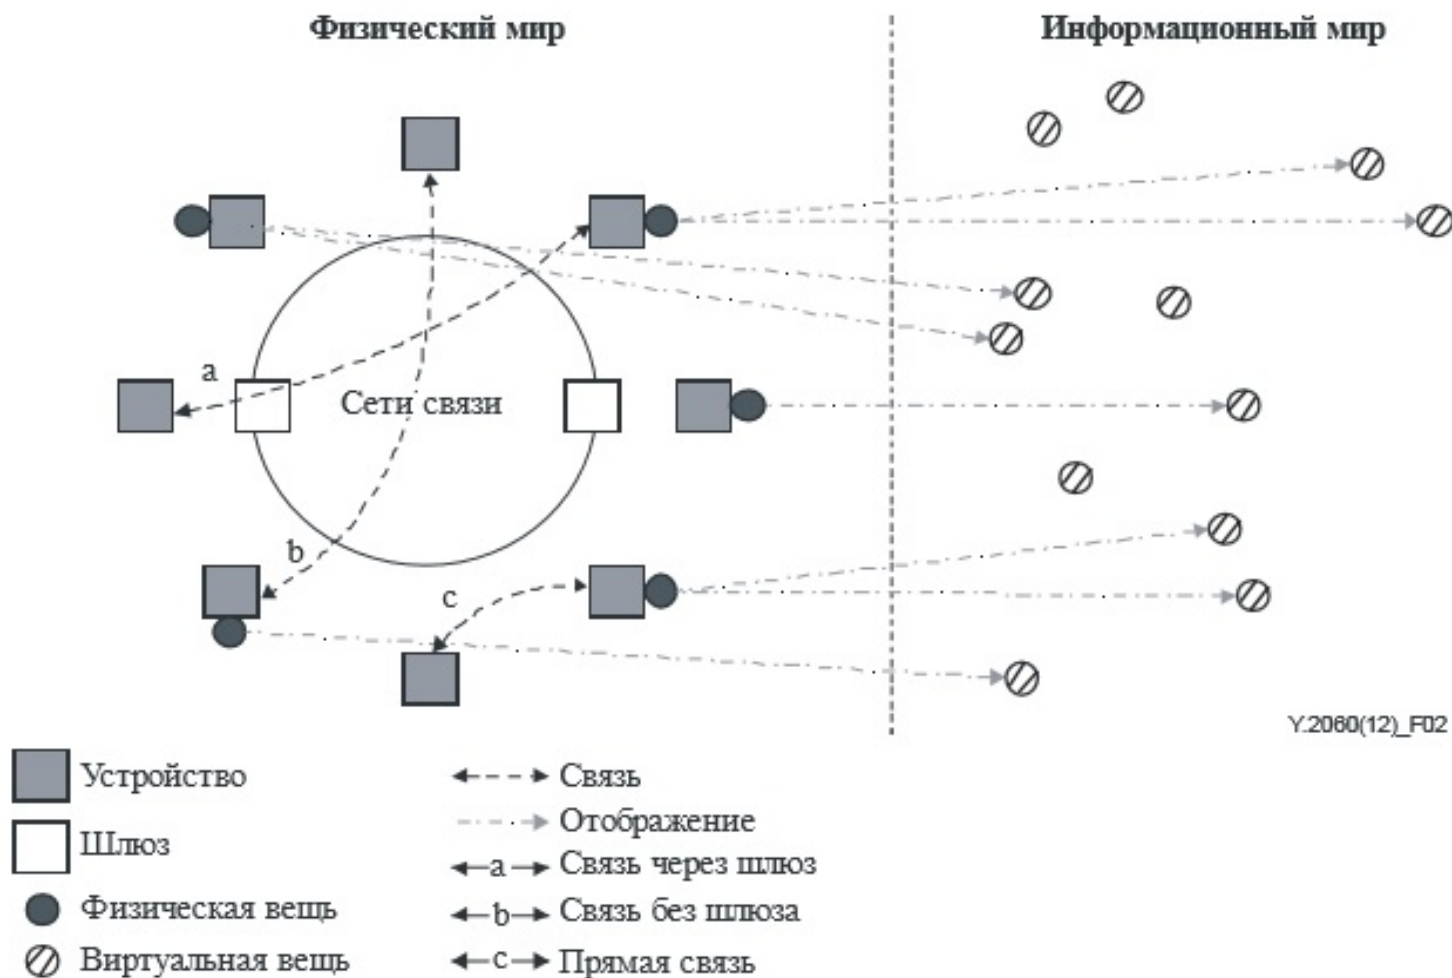 Физический мир
Информационный мир
a
Сети связи
b
c
Y.2060(12)_F02
Устройство
Шлюз
Физическая вещь
Виртуальная вещь
Связь
Отображение
a Связь через шлюз
b Связь без шлюза
c Прямая связь